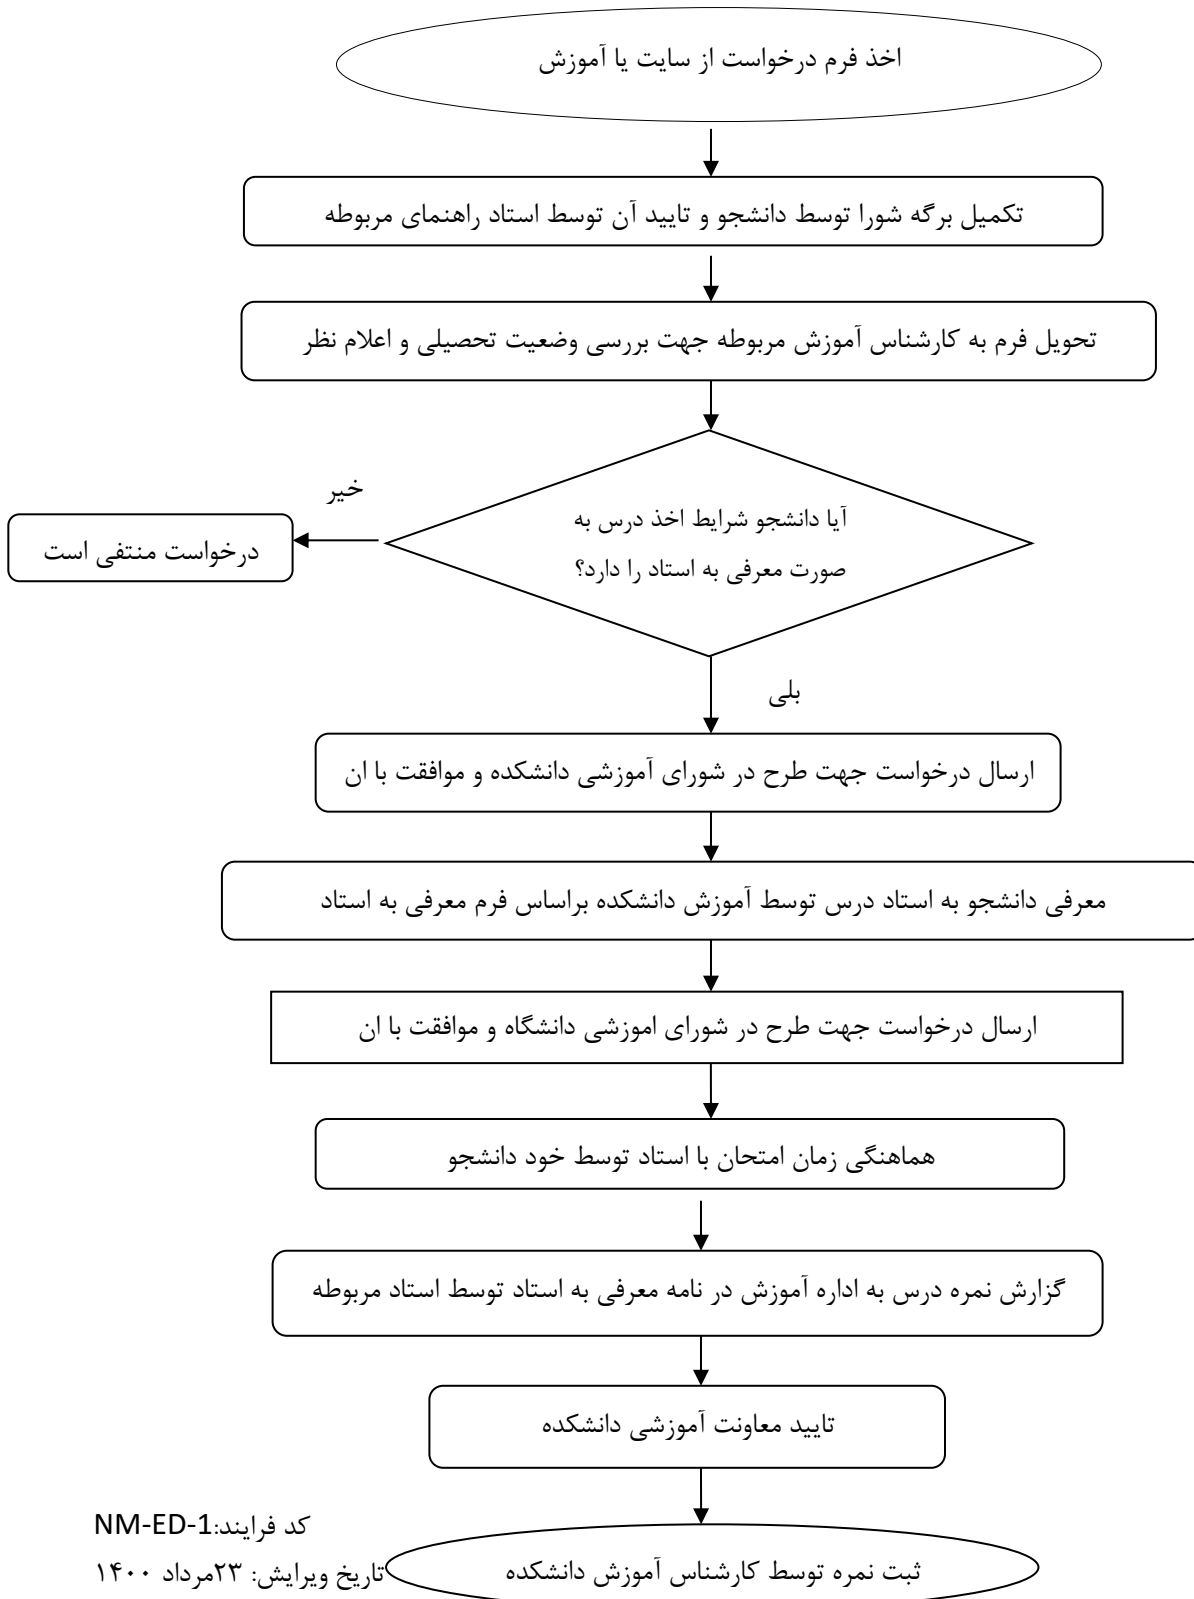 اخذ فرم درخواست از سایت یا آموزش
تکمیل برگه شورا توسط دانشجو و تایید آن توسط استاد راهنمای مربوطه
تحویل فرم به کارشناس آموزش مربوطه جهت بررسی وضعیت تحصیلی و اعلام نظر
آیا دانشجو شرایط اخذ درس به
صورت معرفی به استاد را دارد؟
خیر
درخواست منتفی است
بلی
ارسال درخواست جهت طرح در شورای آموزشی دانشکده و موافقت با ان
معرفی دانشجو به استاد درس توسط آموزش دانشکده براساس فرم معرفی به استاد
ارسال درخواست جهت طرح در شورای اموزشی دانشگاه و موافقت با ان
هماهنگی زمان امتحان با استاد توسط خود دانشجو
گزارش نمره درس به اداره آموزش در نامه معرفی به استاد توسط استاد مربوطه
تایید معاونت آموزشی دانشکده
ثبت نمره توسط کارشناس آموزش دانشکده
کد فرایند:NM-ED-1
تاریخ ویرایش: ۲۳مرداد ۱۴۰۰